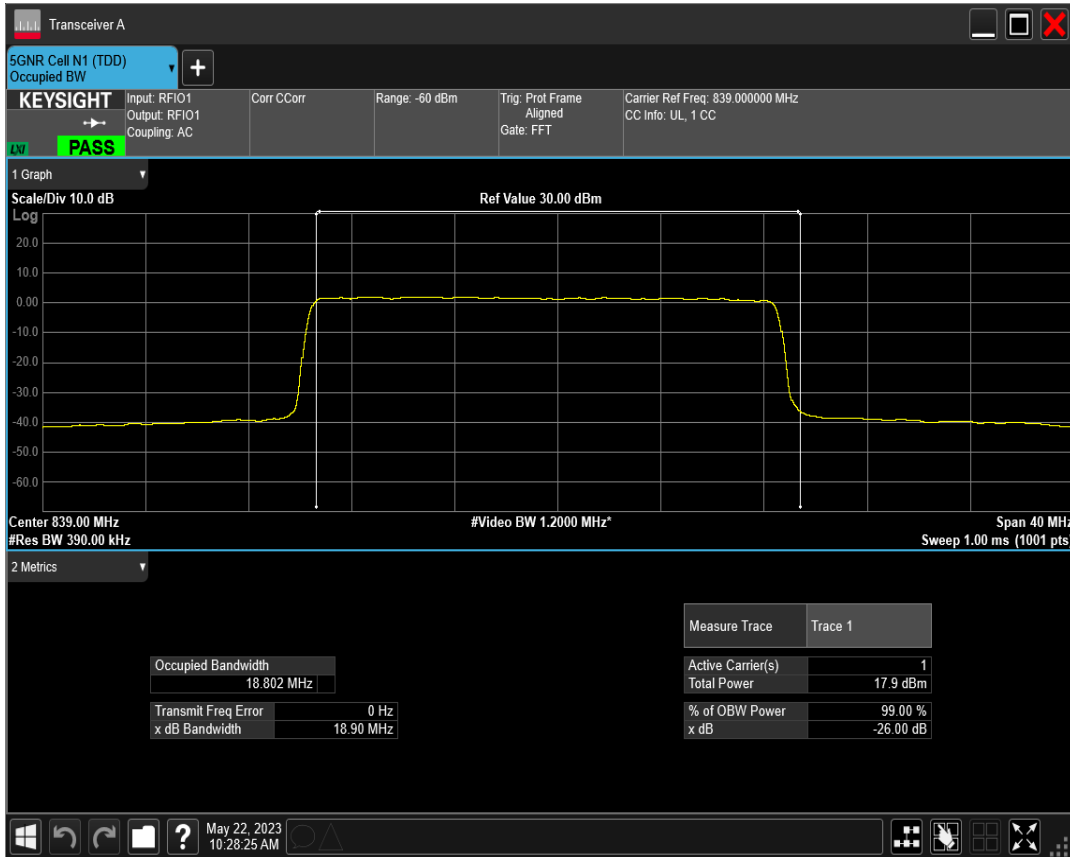 Transceiver A
5GNR Cell N1 (TDD)
Occupied BW
+
KEYSIGHT
LXI
PASS
Input: RFIO1
Output: RFIO1
Coupling: AC
Corr CCorr
Range: -60 dBm
Trig: Prot Frame
Aligned
Gate: FFT
Carrier Ref Freq: 839.000000 MHz
CC Info: UL, 1 CC
1 Graph
Scale/Div 10.0 dB
Ref Value 30.00 dBm
Log
20.0
10.0
0.00
-10.0
-20.0
-30.0
-40.0
-50.0
-60.0
Center 839.00 MHz
#Video BW 1.2000 MHz*
Span 40 MHz
#Res BW 390.00 kHz
Sweep 1.00 ms (1001 pts)
2 Metrics
Measure Trace Trace 1
Occupied Bandwidth
18.802 MHz
Active Carrier(s) 1
Total Power 17.9 dBm
Transmit Freq Error 0 Hz
x dB Bandwidth 18.90 MHz
% of OBW Power 99.00 %
x dB -26.00 dB
?
May 22, 2023
10:28:25 AM